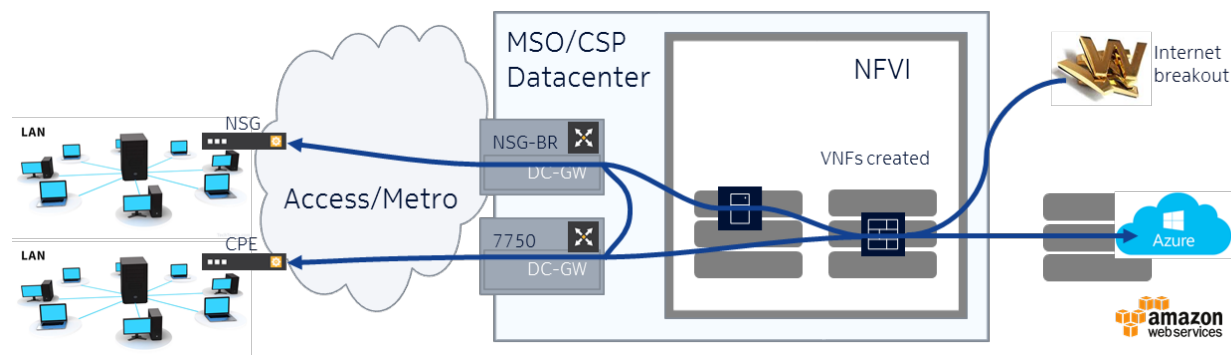 MSO/CSP
Datacenter
NFVI
Internet
breakout
LAN
NSG
NSG-BR
DC-GW
VNFs created
Access/Metro
LAN
CPE
7750
DC-GW
Azure
amazon
webservices